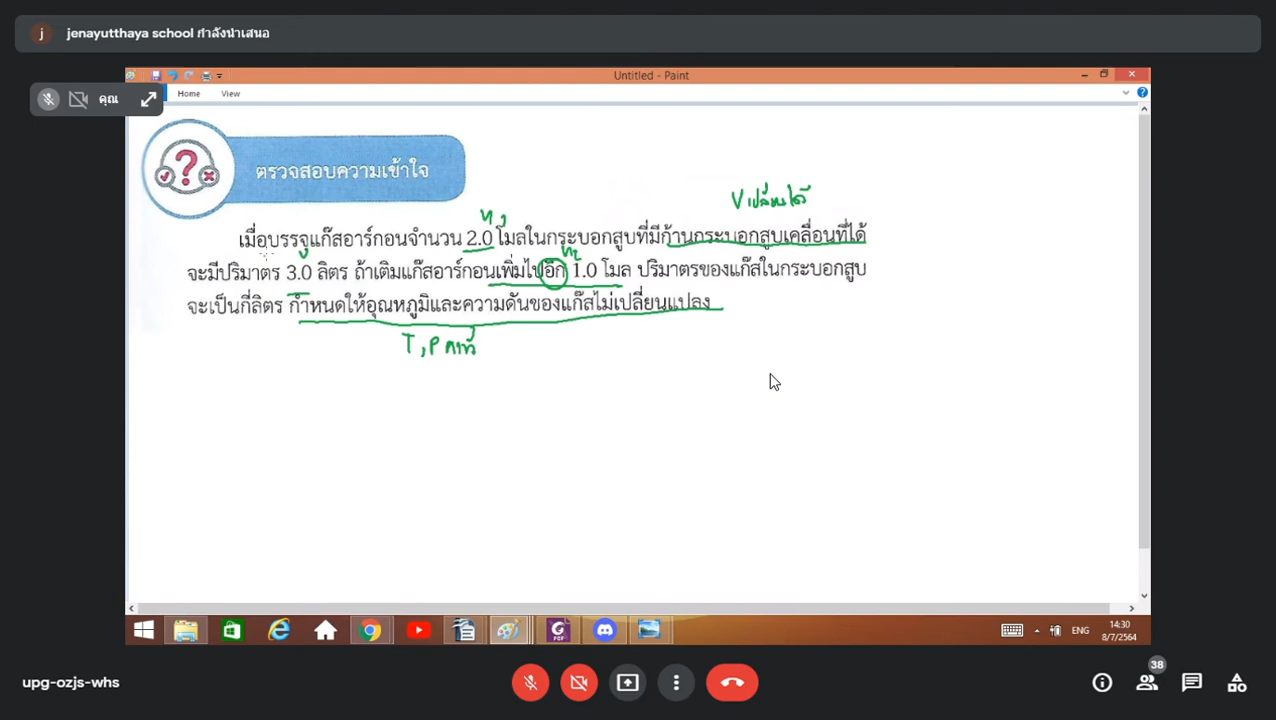 j jenayutthaya school กำลังนำเสนอ
Untitled - Paint
คุณ
Home View
ตรวจสอบความเข้าใจ
V เปลี่ยนได้
เมื่อบรรจุแก๊สอาร์กอนจำนวน 2.0 โมลในกระบอกสูบที่มีก้านกระบอกสูบเคลื่อนที่ได้
จะมีปริมาตร 3.0 ลิตร ถ้าเติมแก๊สอาร์กอนเพิ่มไปอีก 1.0 โมล ปริมาตรของแก๊สในกระบอกสูบ
จะเป็นกี่ลิตร กำหนดให้อุณหภูมิและความดันของแก๊สไม่เปลี่ยนแปลง
T, P คงที่
PDF
ENG
14:30
8/7/2564
upg-ozjs-whs
38